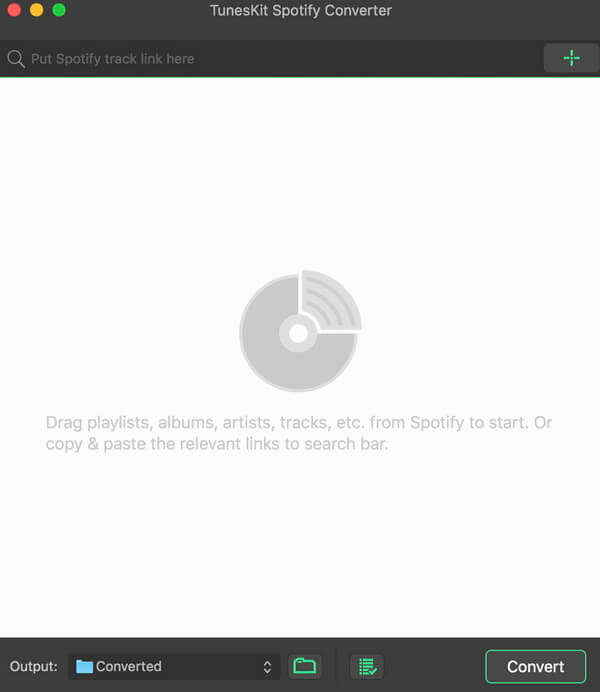 TunesKit Spotify Converter
Put Spotify track link here
Drag playlists, albums, artists, tracks, etc. from Spotify to start. Or
copy & paste the relevant links to search bar.
Output: Converted Convert